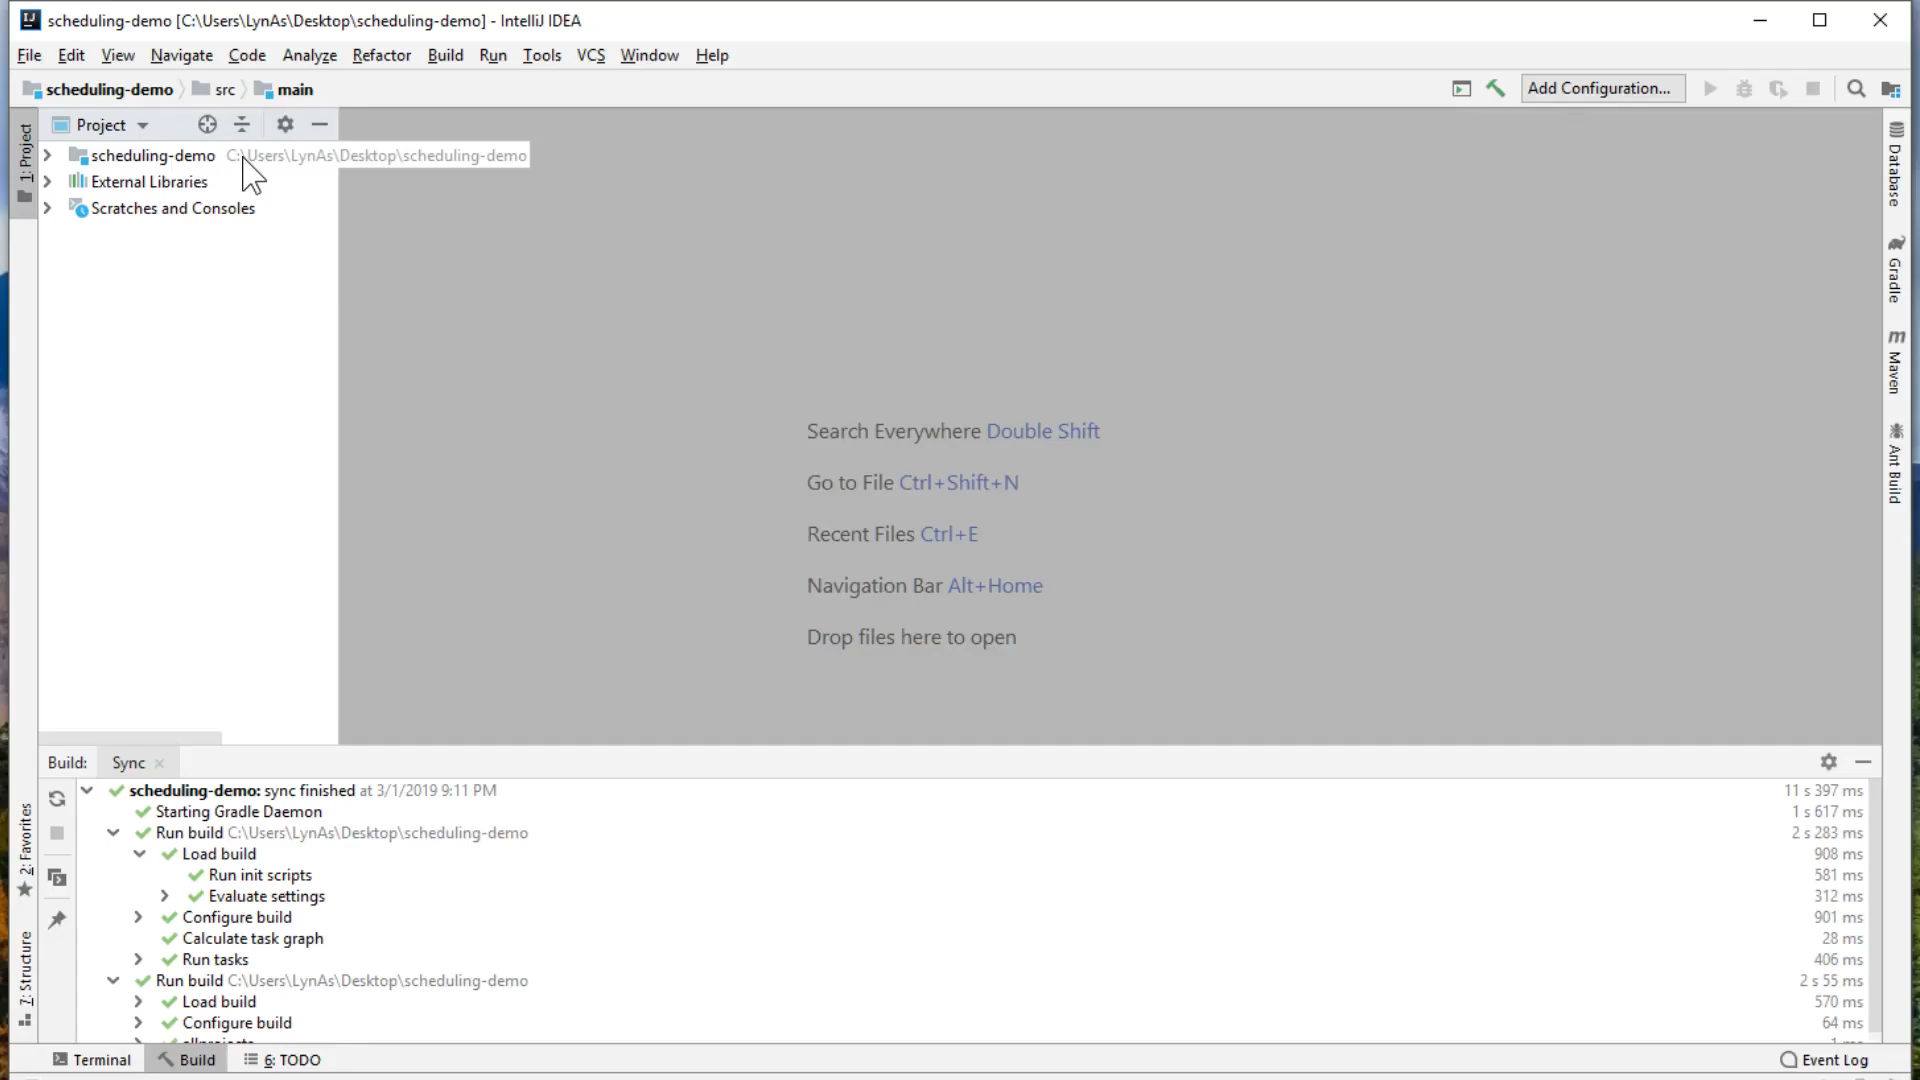 scheduling-demo [C:\Users\LynAs\Desktop\scheduling-demo] - IntelliJ IDEA
File Edit View Navigate Code Analyze Refactor Build Run Tools VCS Window Help
scheduling-demo src main Add Configuration...
Project
scheduling-demo C:\Users\LynAs\Desktop\scheduling-demo
External Libraries
Scratches and Consoles
1: Project
2: Favorites
7: Structure
Database
Gradle
Maven
Ant Build
Search Everywhere Double Shift
Go to File Ctrl+Shift+N
Recent Files Ctrl+E
Navigation Bar Alt+Home
Drop files here to open
Build: Sync
scheduling-demo: sync finished at 3/1/2019 9:11 PM 11 s 397 ms
Starting Gradle Daemon 1 s 617 ms
Run build C:\Users\LynAs\Desktop\scheduling-demo 2 s 283 ms
Load build 908 ms
Run init scripts 581 ms
Evaluate settings 312 ms
Configure build 901 ms
Calculate task graph 28 ms
Run tasks 406 ms
Run build C:\Users\LynAs\Desktop\scheduling-demo 2 s 55 ms
Load build 570 ms
Configure build 64 ms
Terminal Build 6: TODO Event Log